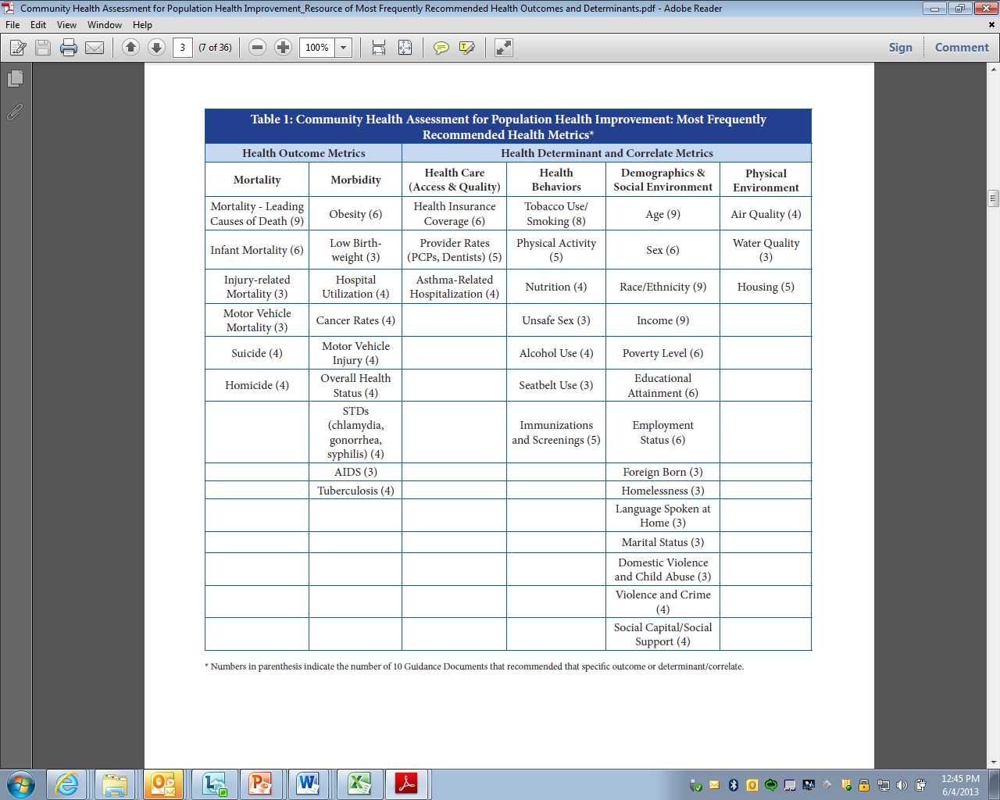 Community Health Assessment for Population Health Improvement_Resource of Most Frequently Recommended Health Outcomes and Determinants.pdf - Adobe Reader
File Edit View Window Help
3 (7 of 36) 100% Sign Comment
Table 1: Community Health Assessment for Population Health Improvement: Most Frequently
Recommended Health Metrics*
Health Outcome Metrics Health Determinant and Correlate Metrics
Mortality
Morbidity
Health Care
(Access & Quality)
Health
Behaviors
Demographics &
Social Environment
Physical
Environment
Mortality - Leading
Causes of Death (9)
Obesity (6)
Health Insurance
Coverage (6)
Tobacco Use/
Smoking (8)
Age (9)
Air Quality (4)
Infant Mortality (6)
Low Birth-
weight (3)
Provider Rates
(PCPs, Dentists) (5)
Physical Activity
(5)
Sex (6)
Water Quality
(3)
Injury-related
Mortality (3)
Hospital
Utilization (4)
Asthma-Related
Hospitalization (4)
Nutrition (4)
Race/Ethnicity (9)
Housing (5)
Motor Vehicle
Mortality (3)
Cancer Rates (4)
Unsafe Sex (3)
Income (9)
Suicide (4)
Motor Vehicle
Injury (4)
Alcohol Use (4)
Poverty Level (6)
Homicide (4)
Overall Health
Status (4)
Seatbelt Use (3)
Educational
Attainment (6)
STDs
(chlamydia,
gonorrhea,
syphilis) (4)
Immunizations
and Screenings (5)
Employment
Status (6)
AIDS (3)
Foreign Born (3)
Tuberculosis (4)
Homelessness (3)
Language Spoken at
Home (3)
Marital Status (3)
Domestic Violence
and Child Abuse (3)
Violence and Crime
(4)
Social Capital/Social
Support (4)
* Numbers in parenthesis indicate the number of 10 Guidance Documents that recommended that specific outcome or determinant/correlate.
12:45 PM
6/4/2013